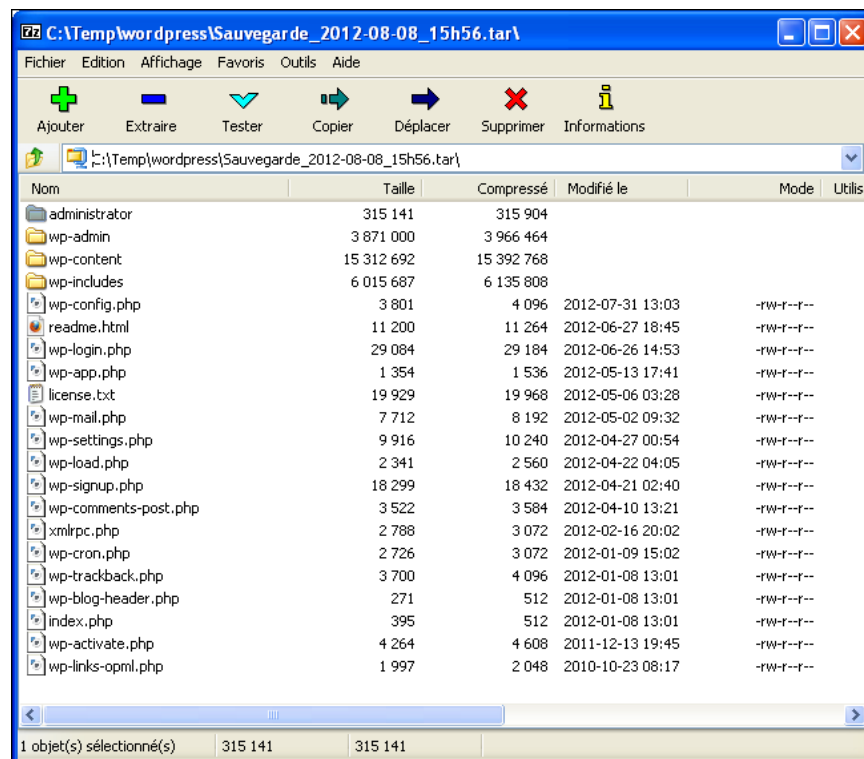 C:\Temp\wordpress\Sauvegarde_2012-08-08_15h56.tar\
Fichier Edition Affichage Favoris Outils Aide
Ajouter Extraire Tester Copier Déplacer Supprimer Informations
C:\Temp\wordpress\Sauvegarde_2012-08-08_15h56.tar\
Nom Taille Compressé Modifié le Mode Utilis
administrator 315 141 315 904
wp-admin 3 871 000 3 966 464
wp-content 15 312 692 15 392 768
wp-includes 6 015 687 6 135 808
wp-config.php 3 801 4 096 2012-07-31 13:03 -rw-r--r--
readme.html 11 200 11 264 2012-06-27 18:45 -rw-r--r--
wp-login.php 29 084 29 184 2012-06-26 14:53 -rw-r--r--
wp-app.php 1 354 1 536 2012-05-13 17:41 -rw-r--r--
license.txt 19 929 19 968 2012-05-06 03:28 -rw-r--r--
wp-mail.php 7 712 8 192 2012-05-02 09:32 -rw-r--r--
wp-settings.php 9 916 10 240 2012-04-27 00:54 -rw-r--r--
wp-load.php 2 341 2 560 2012-04-22 04:05 -rw-r--r--
wp-signup.php 18 299 18 432 2012-04-21 02:40 -rw-r--r--
wp-comments-post.php 3 522 3 584 2012-04-10 13:21 -rw-r--r--
xmlrpc.php 2 788 3 072 2012-02-16 20:02 -rw-r--r--
wp-cron.php 2 726 3 072 2012-01-09 15:02 -rw-r--r--
wp-trackback.php 3 700 4 096 2012-01-08 13:01 -rw-r--r--
wp-blog-header.php 271 512 2012-01-08 13:01 -rw-r--r--
index.php 395 512 2012-01-08 13:01 -rw-r--r--
wp-activate.php 4 264 4 608 2011-12-13 19:45 -rw-r--r--
wp-links-opml.php 1 997 2 048 2010-10-23 08:17 -rw-r--r--
1 objet(s) sélectionné(s) 315 141 315 141